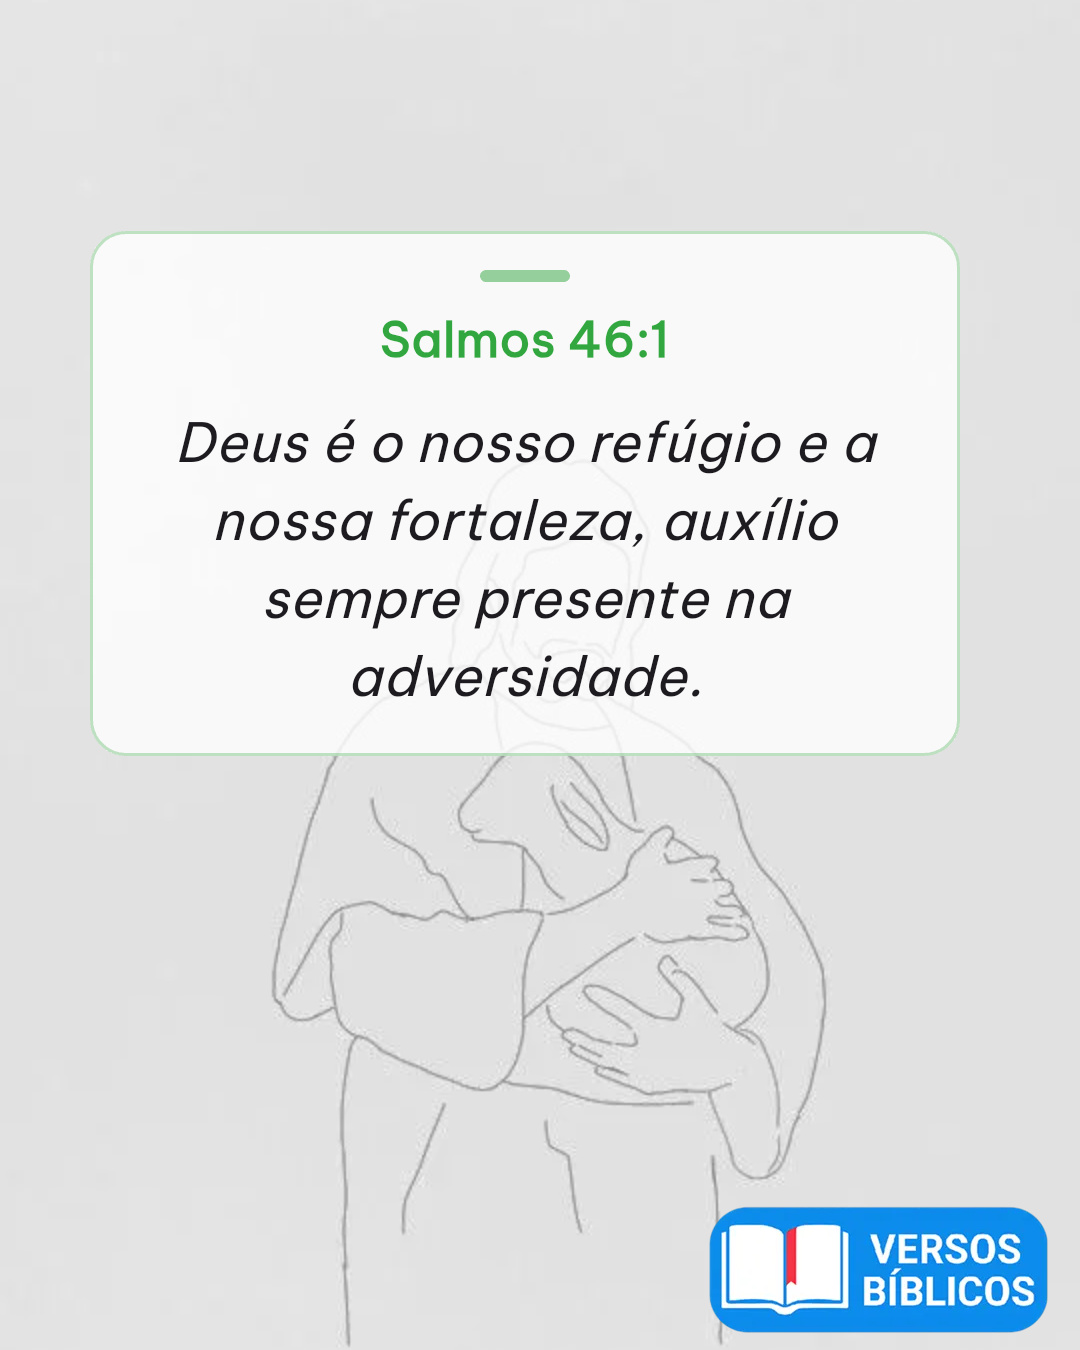 Salmos 46:1
Deus é o nosso refúgio e a
nossa fortaleza, auxílio
sempre presente na
adversidade.
VERSOS
BÍBLICOS